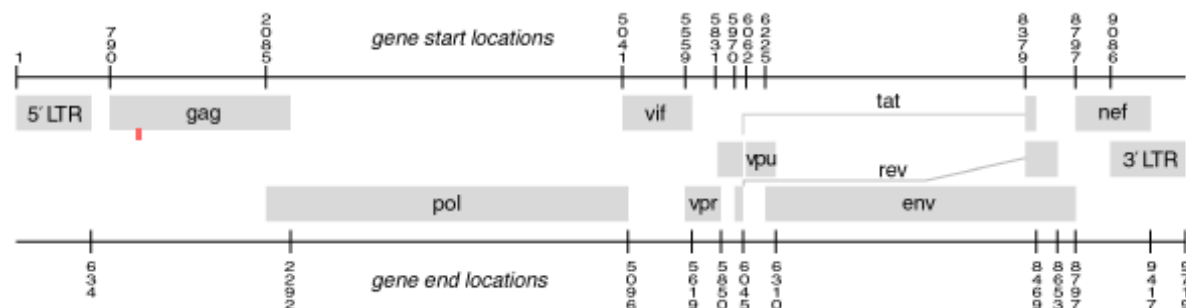 1 790 2085 gene start locations 5041 5559 5831 5970 6062 6225 8379 8797 9086
5′ LTR gag vif tat nef
vpu rev 3′ LTR
pol vpr env
634 2292 gene end locations 5096 5619 5850 6045 6310 8469 8653 8797 9417 9719